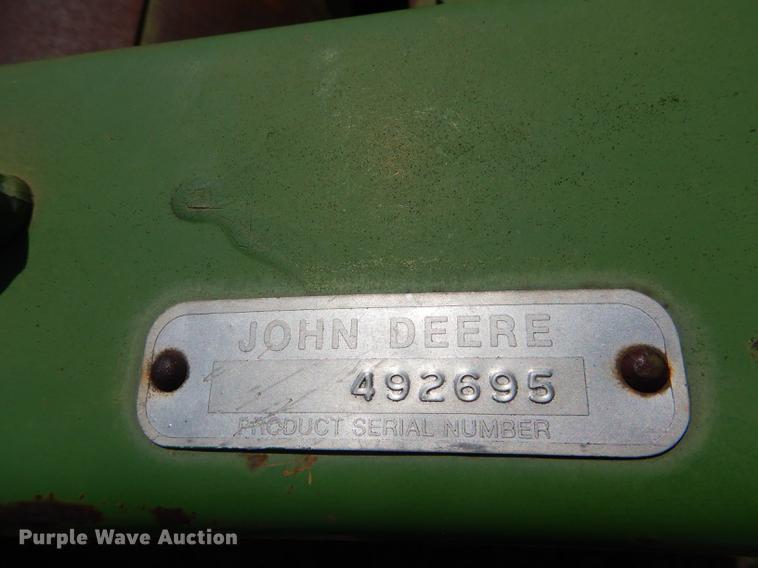 JOHN DEERE
492695
PRODUCT SERIAL NUMBER
Purple Wave Auction